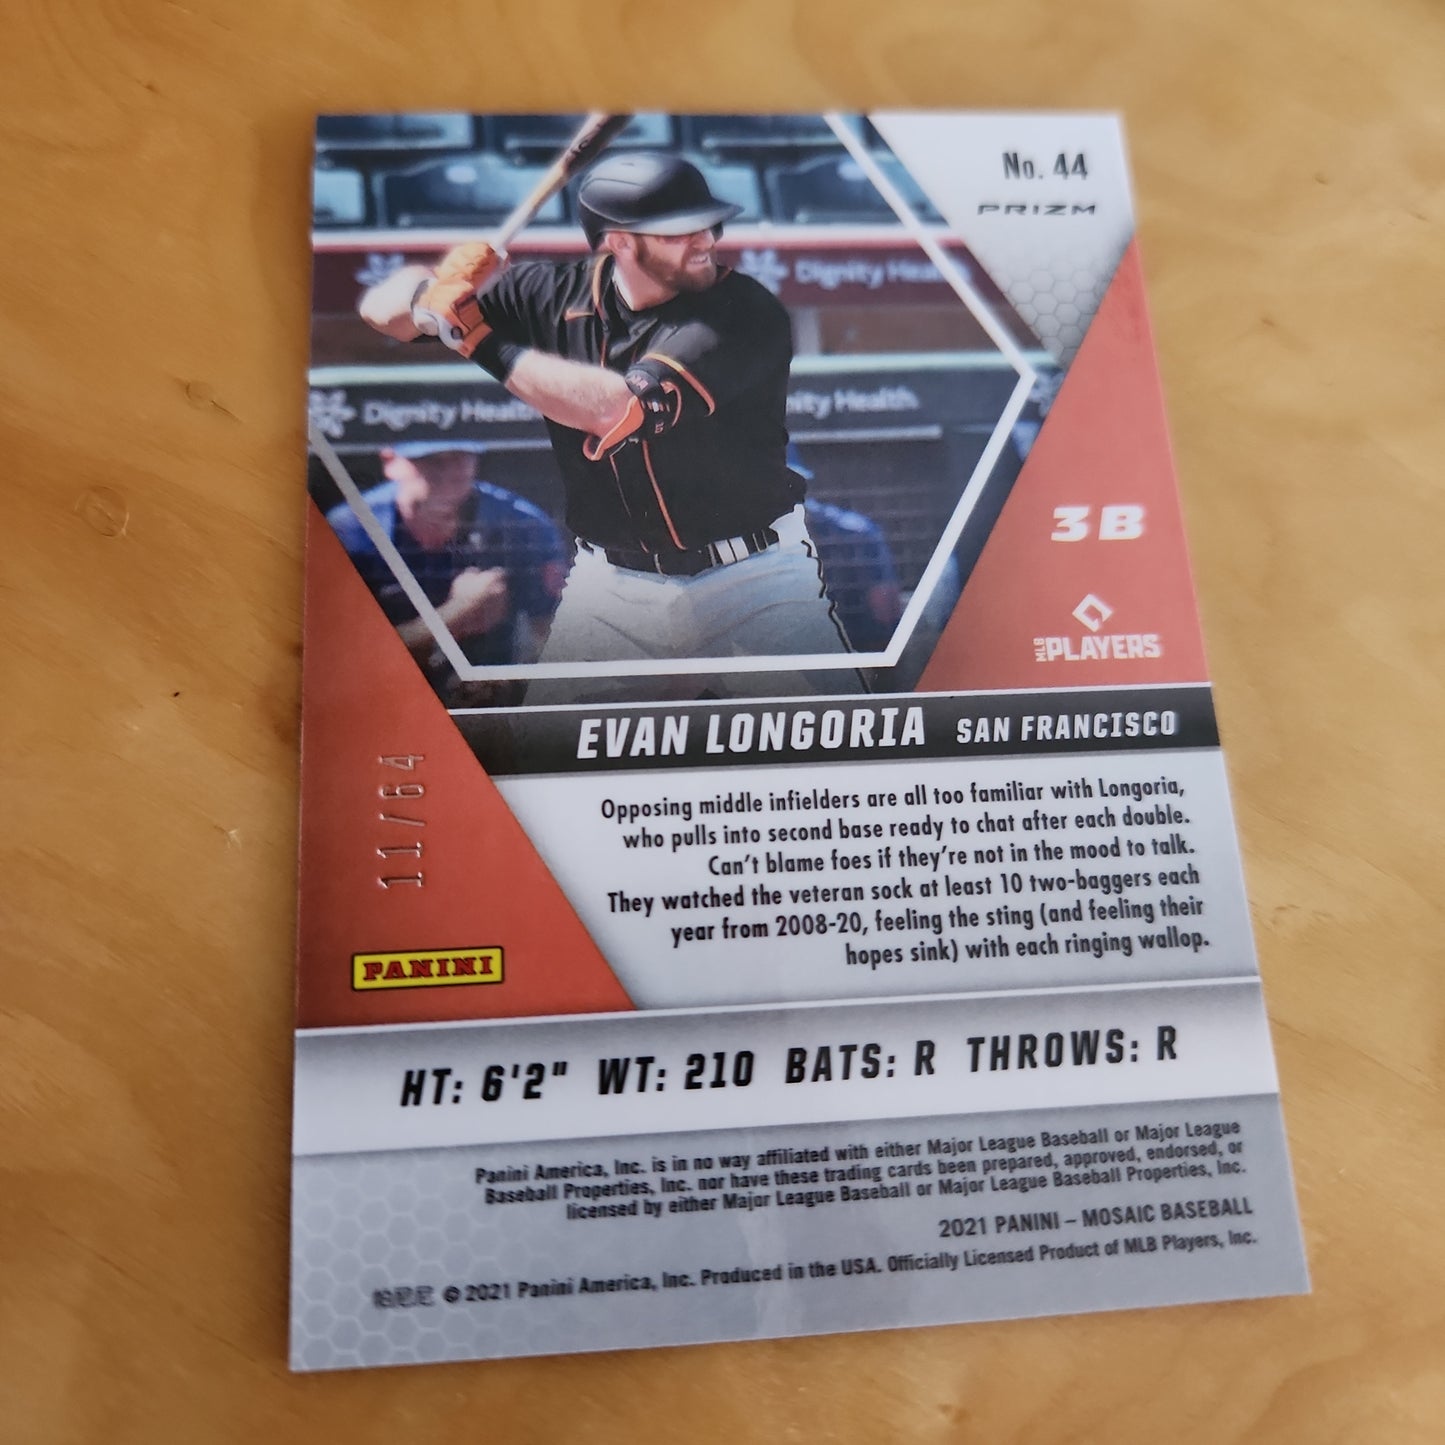 No. 44
PRIZM
Dignity Health
Dignity Health
3B
MLB PLAYERS
EVAN LONGORIA SAN FRANCISCO
11/64
Opposing middle infielders are all too familiar with Longoria,
who pulls into second base ready to chat after each double.
Can't blame foes if they're not in the mood to talk.
They watched the veteran sock at least 10 two-baggers each
year from 2008-20, feeling the sting (and feeling their
hopes sink) with each ringing wallop.
PANINI
HT: 6'2" WT: 210 BATS: R THROWS: R
Panini America, Inc. is in no way affiliated with either Major League Baseball or Major League
Baseball Properties, Inc. nor have these trading cards been prepared, approved, endorsed, or
licensed by either Major League Baseball or Major League Baseball Properties, Inc.
2021 PANINI – MOSAIC BASEBALL
帕尼尼 © 2021 Panini America, Inc. Produced in the USA. Officially Licensed Product of MLB Players, Inc.